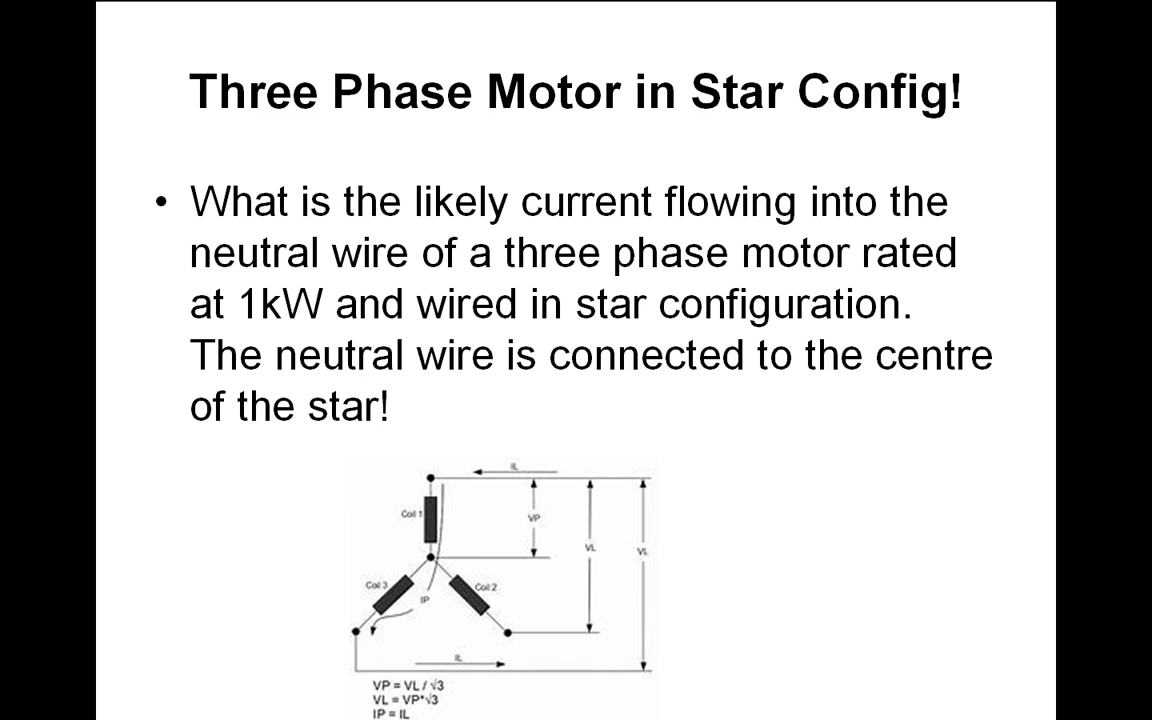 Three Phase Motor in Star Config!
• What is the likely current flowing into the
neutral wire of a three phase motor rated
at 1kW and wired in star configuration.
The neutral wire is connected to the centre
of the star!
IL
Coil 1
VP
VL
VL
Coil 3
Coil 2
IP
IL
VP = VL / √3
VL = VP*√3
IP = IL